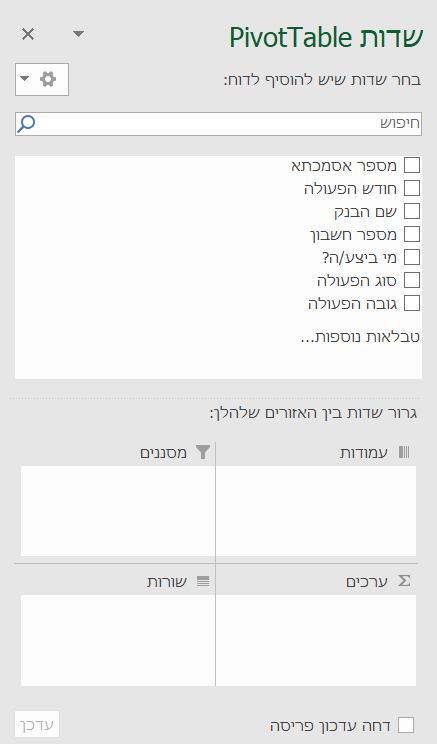 שדות PivotTable
בחר שדות שיש להוסיף לדוח:
חיפוש
מספר אסמכתא
חודש הפעולה
שם הבנק
מספר חשבון
מי ביצע/ה?
סוג הפעולה
גובה הפעולה
טבלאות נוספות...
גרור שדות בין האזורים שלהלך:
עמודות
מסננים
ערכים
שורות
דחה עדכון פריסה
עדכן